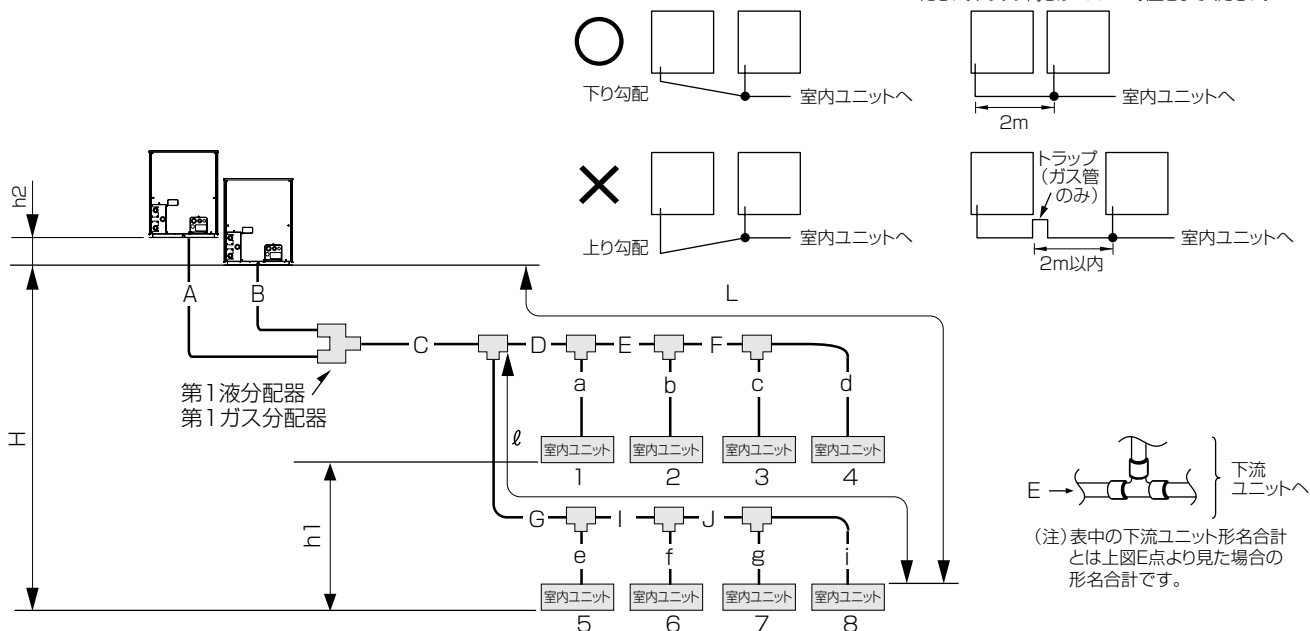 下り勾配
室内ユニットへ
2m
室内ユニットへ
上り勾配
室内ユニットへ
トラップ
(ガス管
のみ)
2m以内
室内ユニットへ
h2
H
A
B
C
D
E
F
L
第1液分配器
第1ガス分配器
a
b
c
d
ℓ
室内ユニット
室内ユニット
室内ユニット
室内ユニット
1
2
3
4
h1
G
I
J
e
f
g
i
室内ユニット
室内ユニット
室内ユニット
室内ユニット
5
6
7
8
E
下流
ユニットへ
(注)表中の下流ユニット形名合計
とは上図E点より見た場合の
形名合計です。